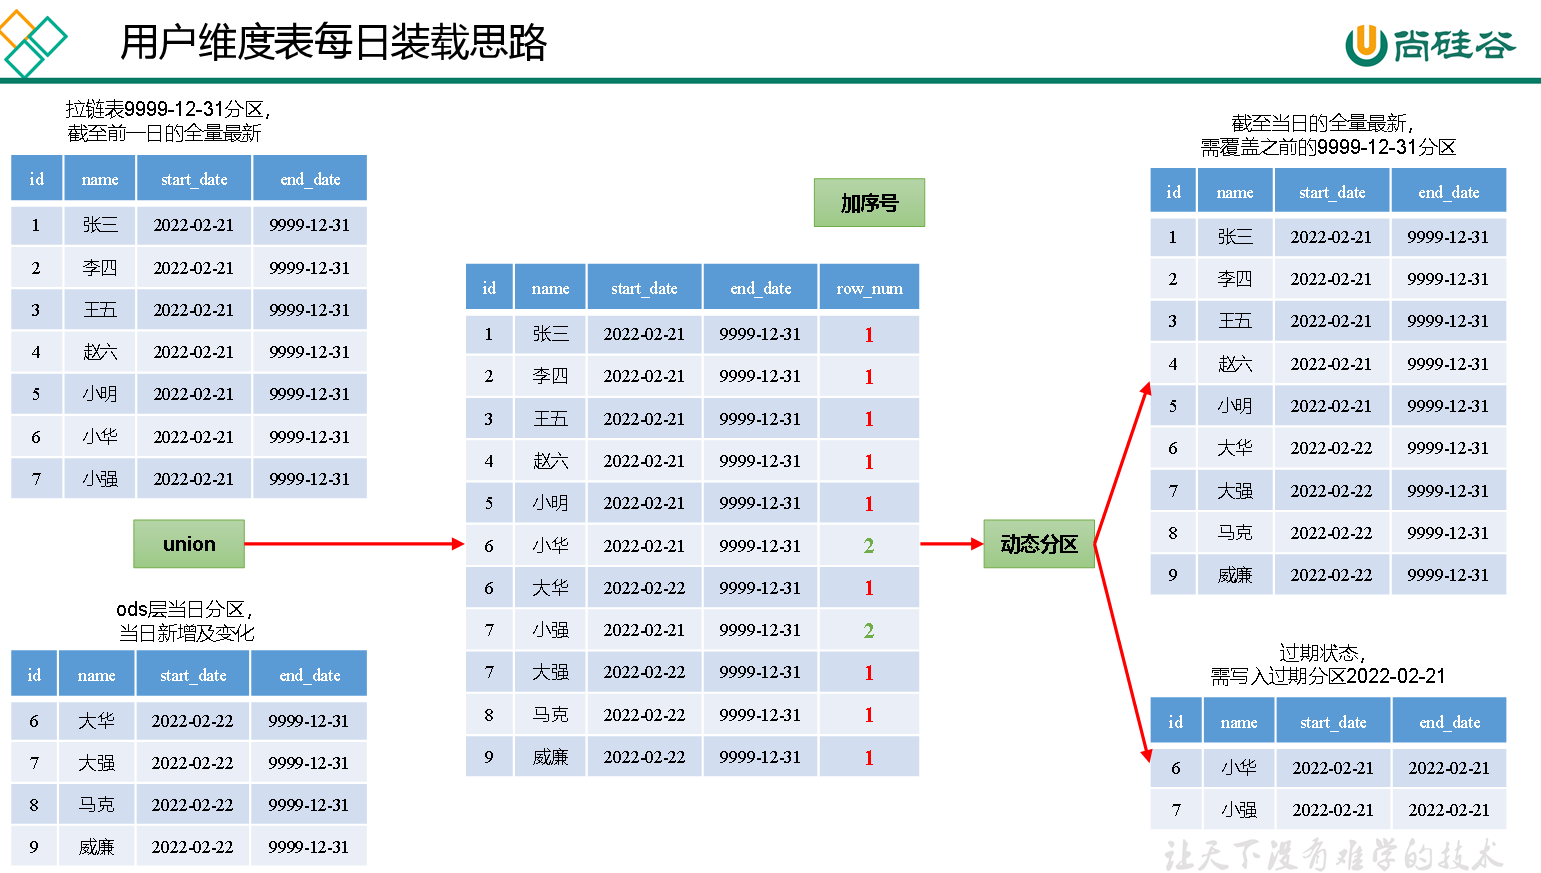 用户维度表每日装载思路
尚硅谷
拉链表9999-12-31分区，
截至前一日的全量最新
id name start_date end_date
1 张三 2022-02-21 9999-12-31
2 李四 2022-02-21 9999-12-31
3 王五 2022-02-21 9999-12-31
4 赵六 2022-02-21 9999-12-31
5 小明 2022-02-21 9999-12-31
6 小华 2022-02-21 9999-12-31
7 小强 2022-02-21 9999-12-31
union
ods层当日分区，
当日新增及变化
id name start_date end_date
6 大华 2022-02-22 9999-12-31
7 大强 2022-02-22 9999-12-31
8 马克 2022-02-22 9999-12-31
9 威廉 2022-02-22 9999-12-31
加序号
id name start_date end_date row_num
1 张三 2022-02-21 9999-12-31 1
2 李四 2022-02-21 9999-12-31 1
3 王五 2022-02-21 9999-12-31 1
4 赵六 2022-02-21 9999-12-31 1
5 小明 2022-02-21 9999-12-31 1
6 小华 2022-02-21 9999-12-31 2
6 大华 2022-02-22 9999-12-31 1
7 小强 2022-02-21 9999-12-31 2
7 大强 2022-02-22 9999-12-31 1
8 马克 2022-02-22 9999-12-31 1
9 威廉 2022-02-22 9999-12-31 1
动态分区
截至当日的全量最新，
需覆盖之前的9999-12-31分区
id name start_date end_date
1 张三 2022-02-21 9999-12-31
2 李四 2022-02-21 9999-12-31
3 王五 2022-02-21 9999-12-31
4 赵六 2022-02-21 9999-12-31
5 小明 2022-02-21 9999-12-31
6 大华 2022-02-22 9999-12-31
7 大强 2022-02-22 9999-12-31
8 马克 2022-02-22 9999-12-31
9 威廉 2022-02-22 9999-12-31
过期状态，
需写入过期分区2022-02-21
id name start_date end_date
6 小华 2022-02-21 2022-02-21
7 小强 2022-02-21 2022-02-21
让天下没有难学的技术